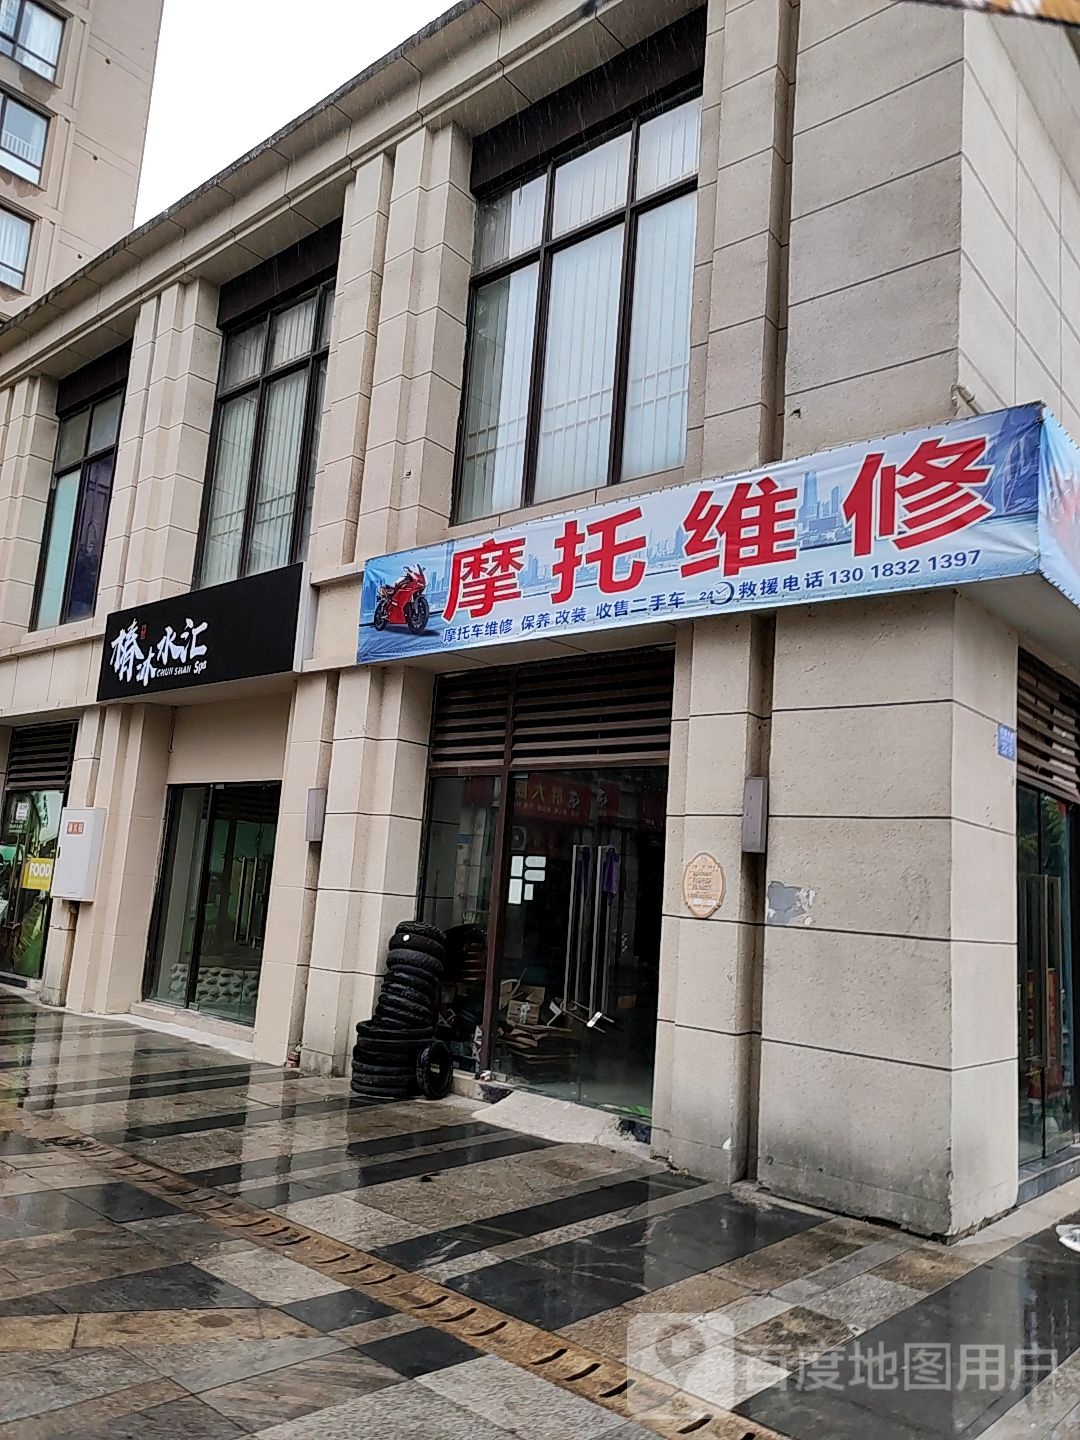 摩托维修
摩托车维修 保养 改装 收售二手车 24 救援电话 130 1832 1397
椿冰水汇
CHUN SHAN Spa
FOOD
百度地图用户